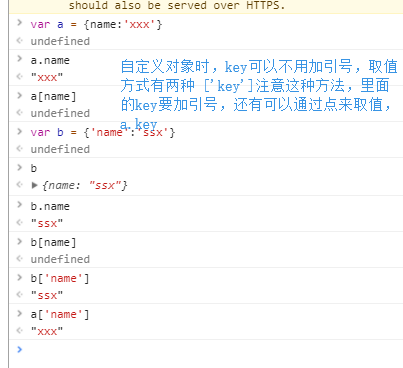 should also be served over HTTPS.
> var a = {name:'xxx'}
< undefined
> a.name
< "xxx"
> a[name]
< undefined
自定义对象时，key可以不用加引号，取值
方式有两种 ['key']注意这种方法，里面
的key要加引号，还有可以通过点来取值，
a.key
> var b = {'name':'ssx'}
< undefined
> b
< ▶ {name: "ssx"}
> b.name
< "ssx"
> b[name]
< undefined
> b['name']
< "ssx"
> a['name']
< "xxx"
>